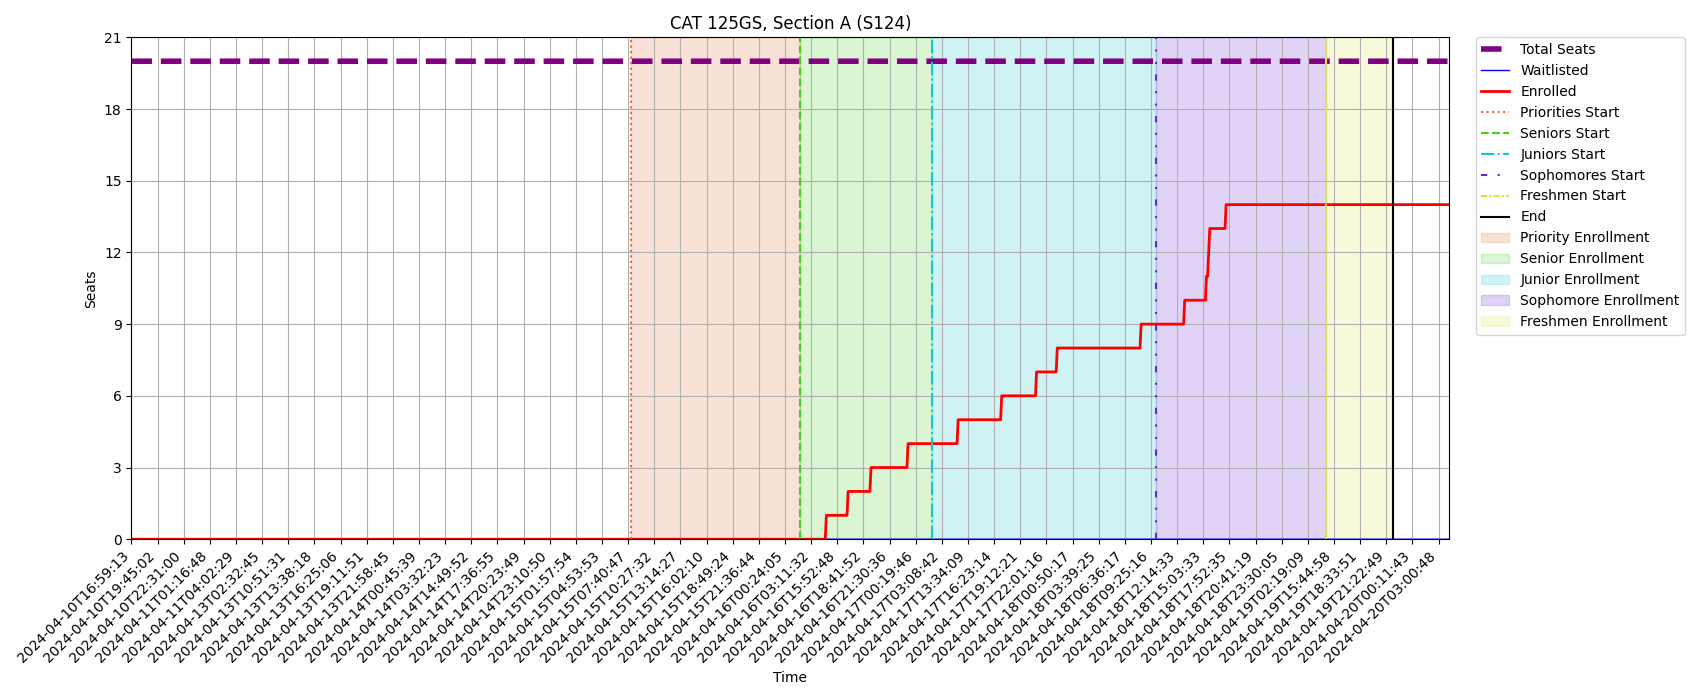 CAT 125GS, Section A (S124)
Seats
21
18
15
12
9
6
3
0
2024-04-10T16:59:13
2024-04-10T19:45:02
2024-04-10T22:31:00
2024-04-11T01:16:48
2024-04-11T04:02:29
2024-04-13T02:32:45
2024-04-13T10:51:31
2024-04-13T13:38:18
2024-04-13T16:25:06
2024-04-13T19:11:51
2024-04-13T21:58:45
2024-04-14T00:45:39
2024-04-14T03:32:23
2024-04-14T14:49:52
2024-04-14T17:36:55
2024-04-14T20:23:49
2024-04-14T23:10:50
2024-04-15T01:57:54
2024-04-15T04:53:53
2024-04-15T07:40:47
2024-04-15T10:27:32
2024-04-15T13:14:27
2024-04-15T16:02:10
2024-04-15T18:49:24
2024-04-15T21:36:44
2024-04-16T00:24:05
2024-04-16T03:11:32
2024-04-16T15:52:48
2024-04-16T18:41:52
2024-04-16T21:30:36
2024-04-17T00:19:46
2024-04-17T03:08:42
2024-04-17T13:34:09
2024-04-17T16:23:14
2024-04-17T19:12:21
2024-04-17T22:01:16
2024-04-18T00:50:17
2024-04-18T03:39:25
2024-04-18T06:36:17
2024-04-18T09:25:16
2024-04-18T12:14:33
2024-04-18T15:03:33
2024-04-18T17:52:35
2024-04-18T20:41:19
2024-04-18T23:30:05
2024-04-19T02:19:09
2024-04-19T15:44:58
2024-04-19T18:33:51
2024-04-19T21:22:49
2024-04-20T00:11:43
2024-04-20T03:00:48
Time
Total Seats
Waitlisted
Enrolled
Priorities Start
Seniors Start
Juniors Start
Sophomores Start
Freshmen Start
End
Priority Enrollment
Senior Enrollment
Junior Enrollment
Sophomore Enrollment
Freshmen Enrollment